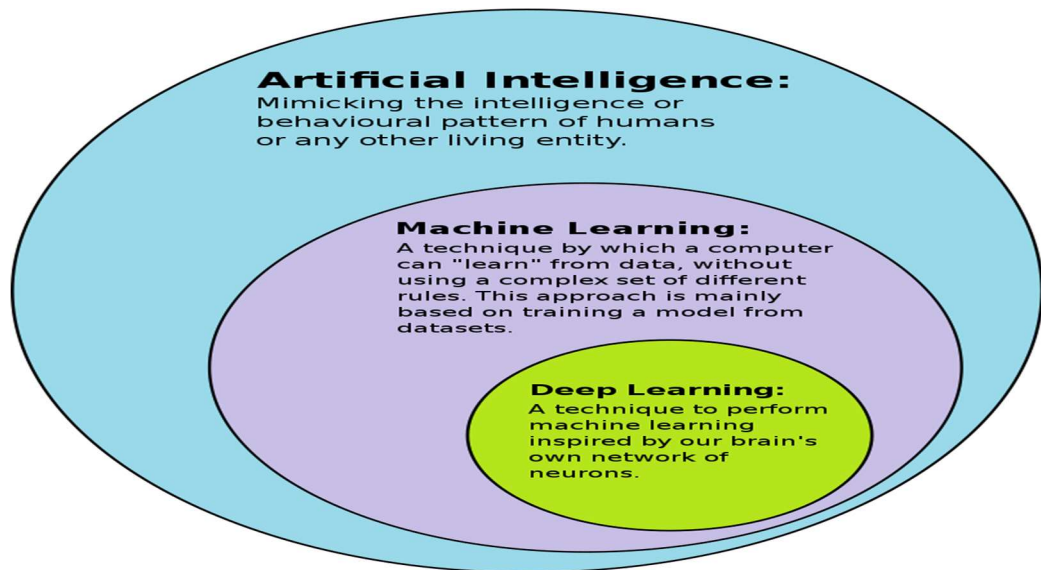 Artificial Intelligence:
Mimicking the intelligence or
behavioural pattern of humans
or any other living entity.
Machine Learning:
A technique by which a computer
can "learn" from data, without
using a complex set of different
rules. This approach is mainly
based on training a model from
datasets.
Deep Learning:
A technique to perform
machine learning
inspired by our brain's
own network of
neurons.